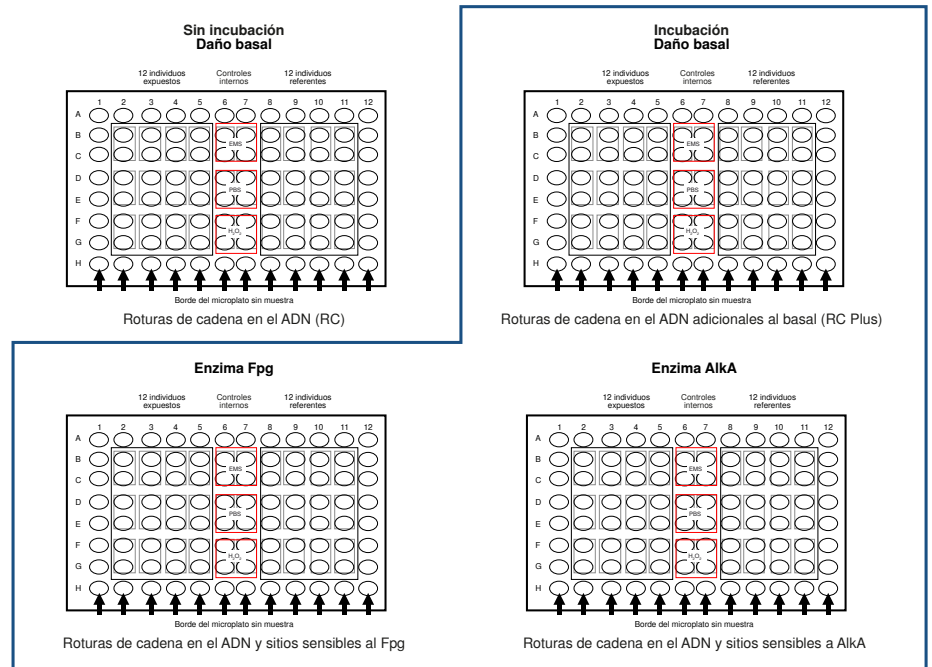 Sin incubación
Daño basal
12 individuos
expuestos
Controles
internos
12 individuos
referentes
1 2 3 4 5 6 7 8 9 10 11 12
A
B
EMS
C
D
PBS
E
F
H₂O₂
G
H
Borde del microplato sin muestra
Roturas de cadena en el ADN (RC)
Incubación
Daño basal
12 individuos
expuestos
Controles
internos
12 individuos
referentes
1 2 3 4 5 6 7 8 9 10 11 12
A
B
EMS
C
D
PBS
E
F
H₂O₂
G
H
Borde del microplato sin muestra
Roturas de cadena en el ADN adicionales al basal (RC Plus)
Enzima Fpg
12 individuos
expuestos
Controles
internos
12 individuos
referentes
1 2 3 4 5 6 7 8 9 10 11 12
A
B
EMS
C
D
PBS
E
F
H₂O₂
G
H
Borde del microplato sin muestra
Roturas de cadena en el ADN y sitios sensibles al Fpg
Enzima AlkA
12 individuos
expuestos
Controles
internos
12 individuos
referentes
1 2 3 4 5 6 7 8 9 10 11 12
A
B
EMS
C
D
PBS
E
F
H₂O₂
G
H
Borde del microplato sin muestra
Roturas de cadena en el ADN y sitios sensibles a AlkA